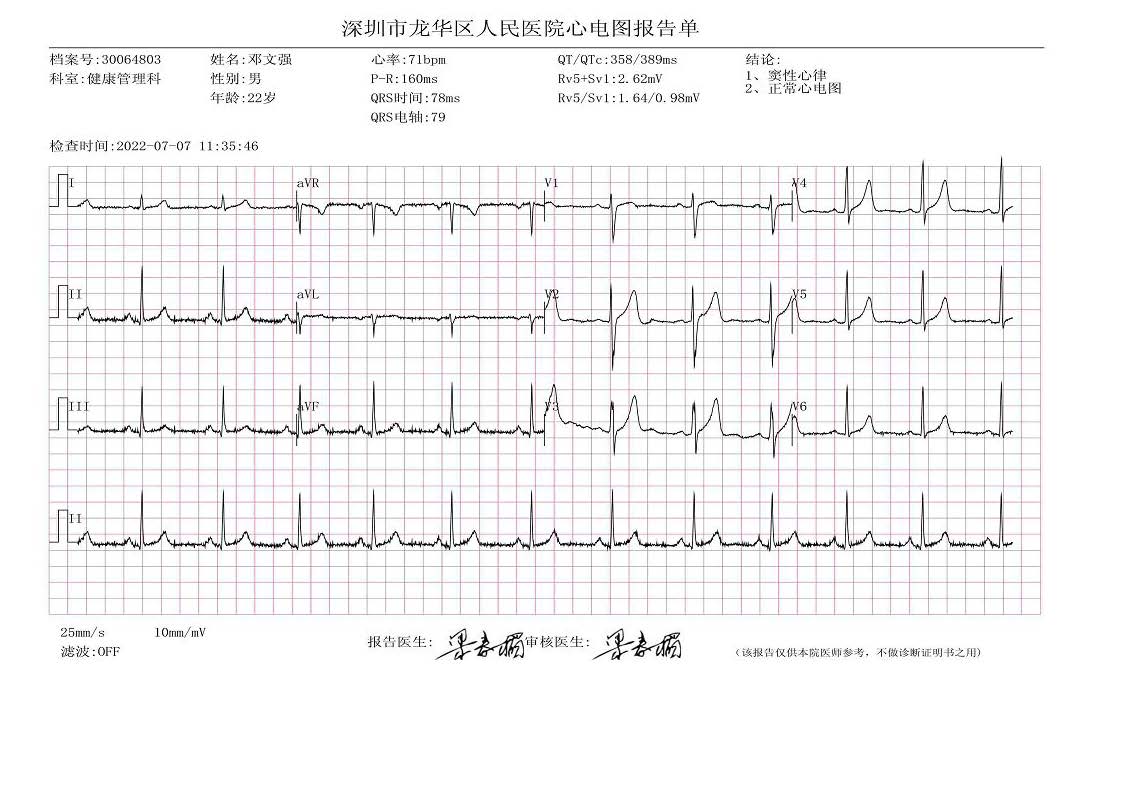 深圳市龙华区人民医院心电图报告单
档案号:30064803 姓名:邓文强 心率:71bpm QT/QTc:358/389ms 结论:
科室:健康管理科 性别:男 P-R:160ms Rv5+Sv1:2.62mV 1、窦性心律
年龄:22岁 QRS时间:78ms Rv5/Sv1:1.64/0.98mV 2、正常心电图
QRS电轴:79
检查时间:2022-07-07 11:35:46
I aVR V1 V4
II aVL V2 V5
III aVF V3 V6
II
25mm/s 10mm/mV
滤波:OFF
报告医生: 审核医生:
(该报告仅供本院医师参考，不做诊断证明书之用)